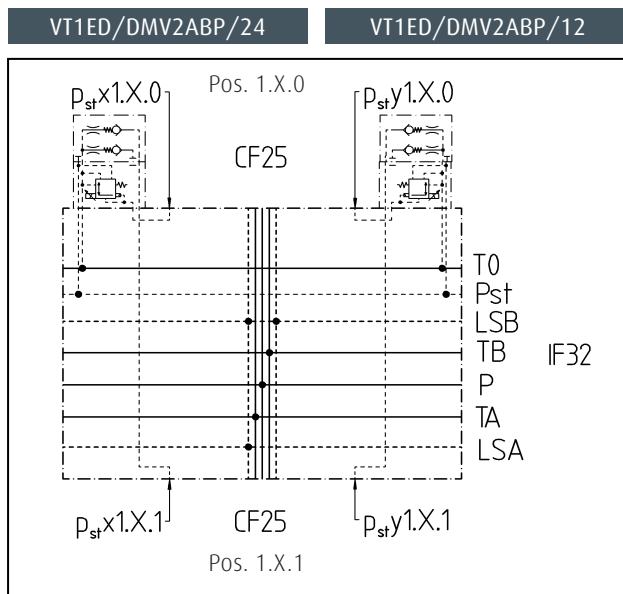 VT1ED/DMV2ABP/24 VT1ED/DMV2ABP/12
pstx1.X.0 Pos. 1.X.0 psty1.X.0
CF25
T0
Pst
LSB
TB IF32
P
TA
LSA
pstx1.X.1 CF25 psty1.X.1
Pos. 1.X.1